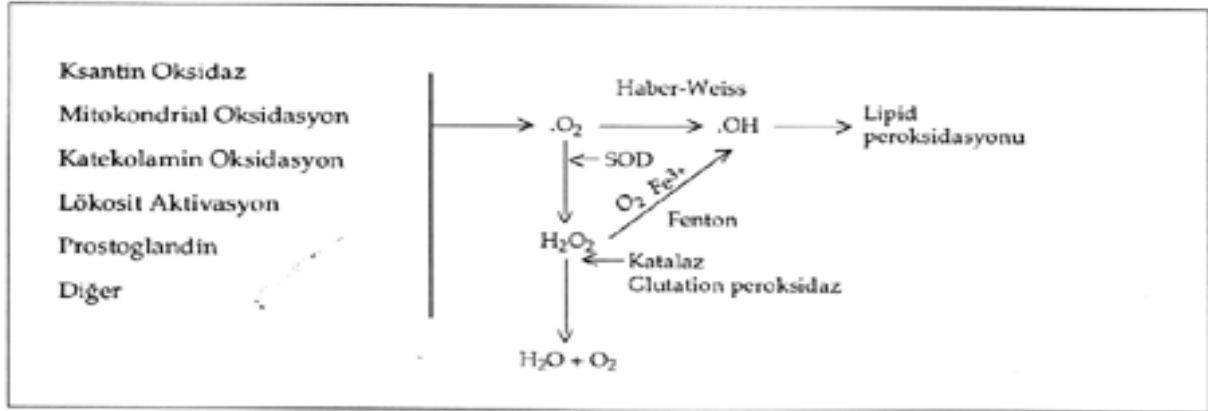 Ksantin Oksidaz
Mitokondrial Oksidasyon
Katekolamin Oksidasyon
Lökosit Aktivasyon
Prostoglandin
Diğer
Haber-Weiss
.O₂
.OH
Lipid
peroksidasyonu
SOD
O₂ Fe³⁺
Fenton
H₂O₂
Katalaz
Glutation peroksidaz
H₂O + O₂